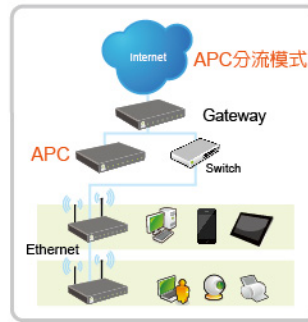 Internet
APC分流模式
Gateway
APC
Switch
Ethernet